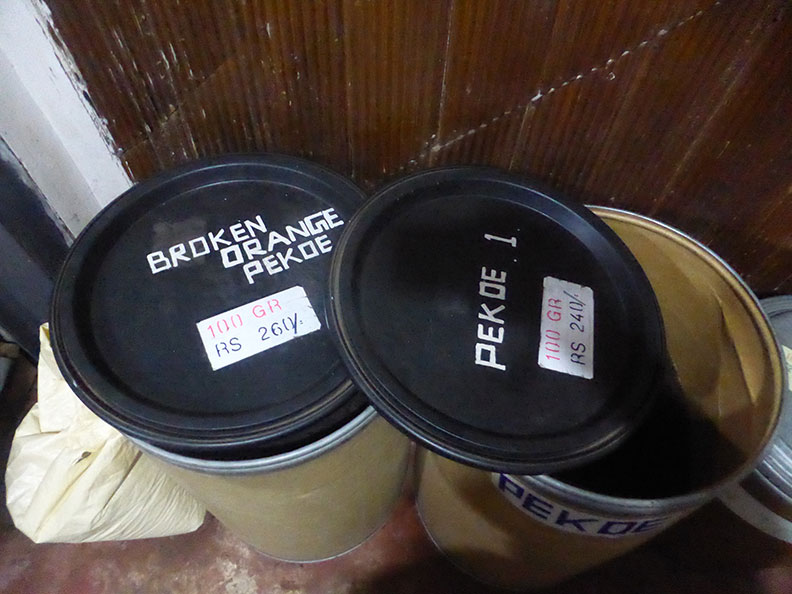 BROKEN
ORANGE
PEKOE
100 GR
RS 260/-
PEKOE 1
100 GR
RS 240/-
PEKOE